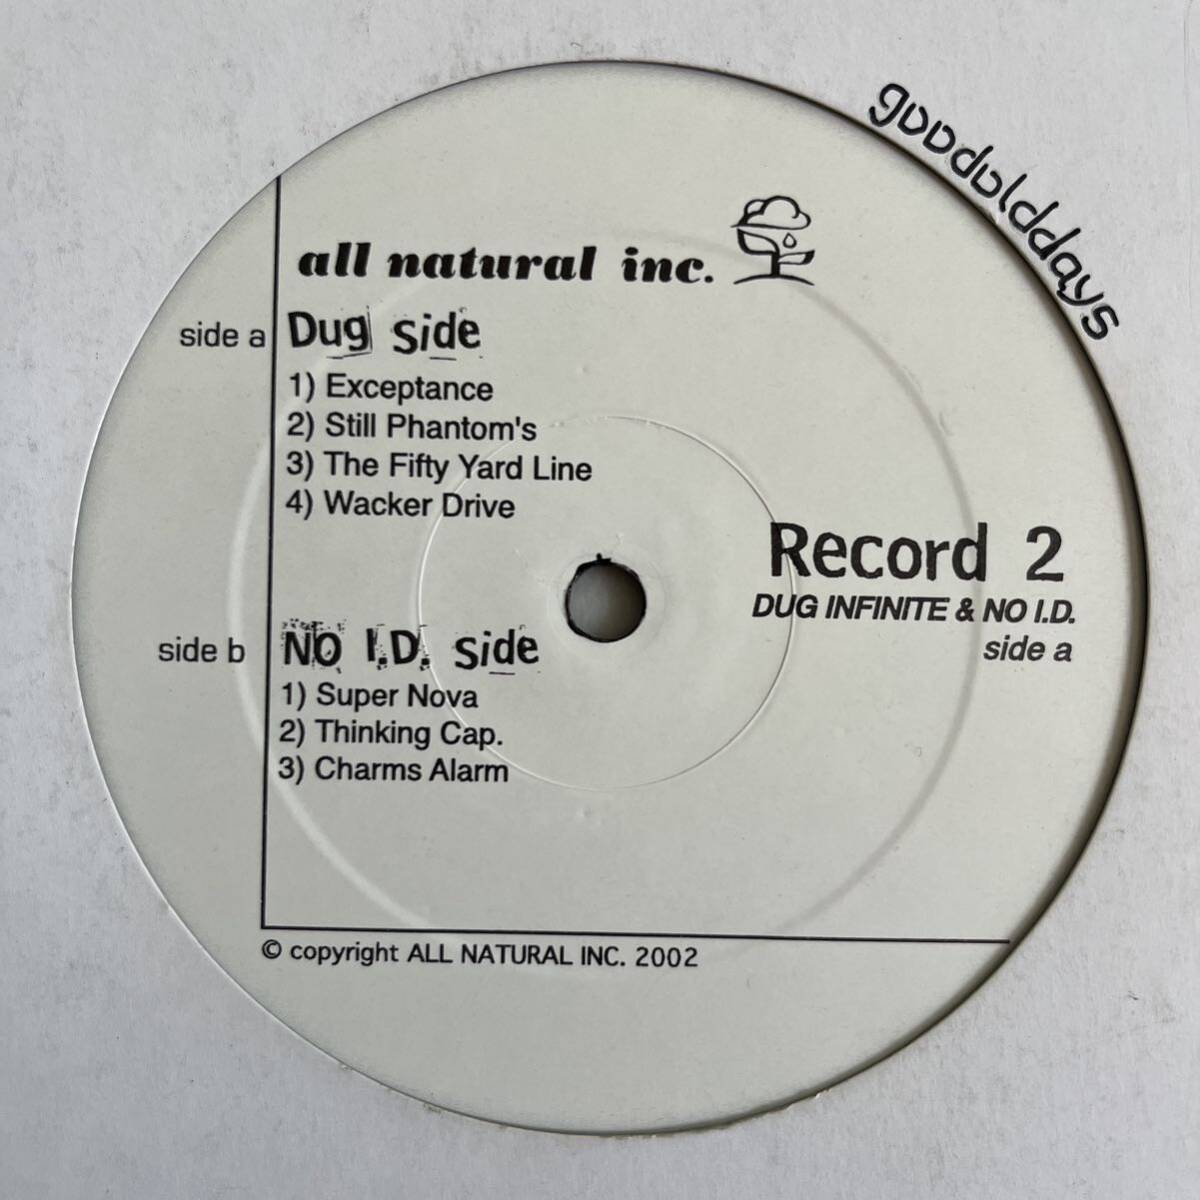 gooddolddays
all natural inc.
side a
Dug Side
1) Exceptance
2) Still Phantom's
3) The Fifty Yard Line
4) Wacker Drive
Record 2
DUG INFINITE & NO I.D.
side a
side b
NO I.D. Side
1) Super Nova
2) Thinking Cap.
3) Charms Alarm
© copyright ALL NATURAL INC. 2002